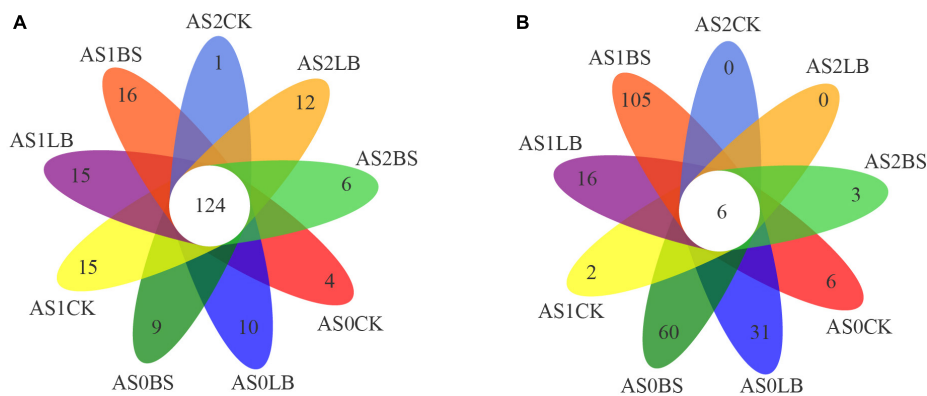 A
B
AS2CK
AS1BS
AS2LB
1
16
12
AS1LB
AS2BS
15
6
124
15
4
AS1CK
AS0CK
9
10
AS0BS
AS0LB
AS2CK
AS1BS
AS2LB
0
105
0
AS1LB
AS2BS
16
3
6
2
6
AS1CK
AS0CK
60
31
AS0BS
AS0LB